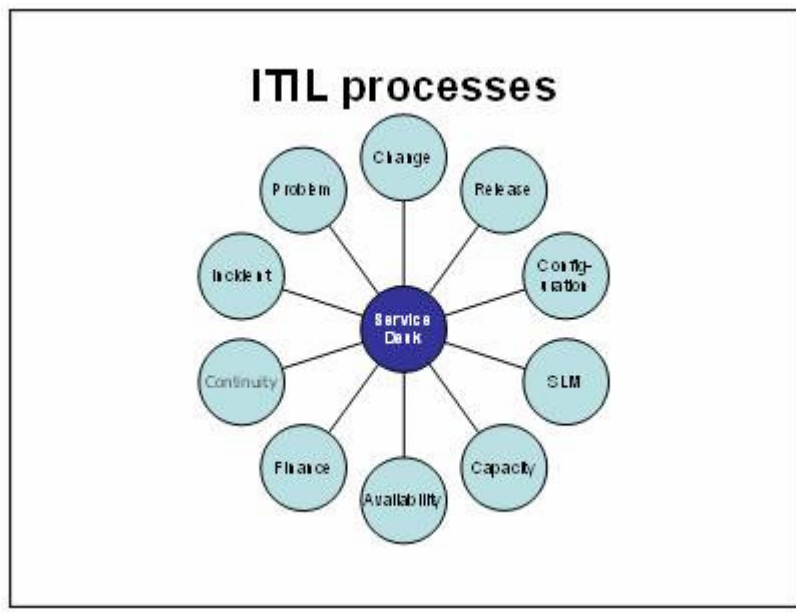 ITIL processes
Change
Problem
Release
Incident
Config-
uration
Service
Desk
Continuity
SLM
Finance
Capacity
Availability